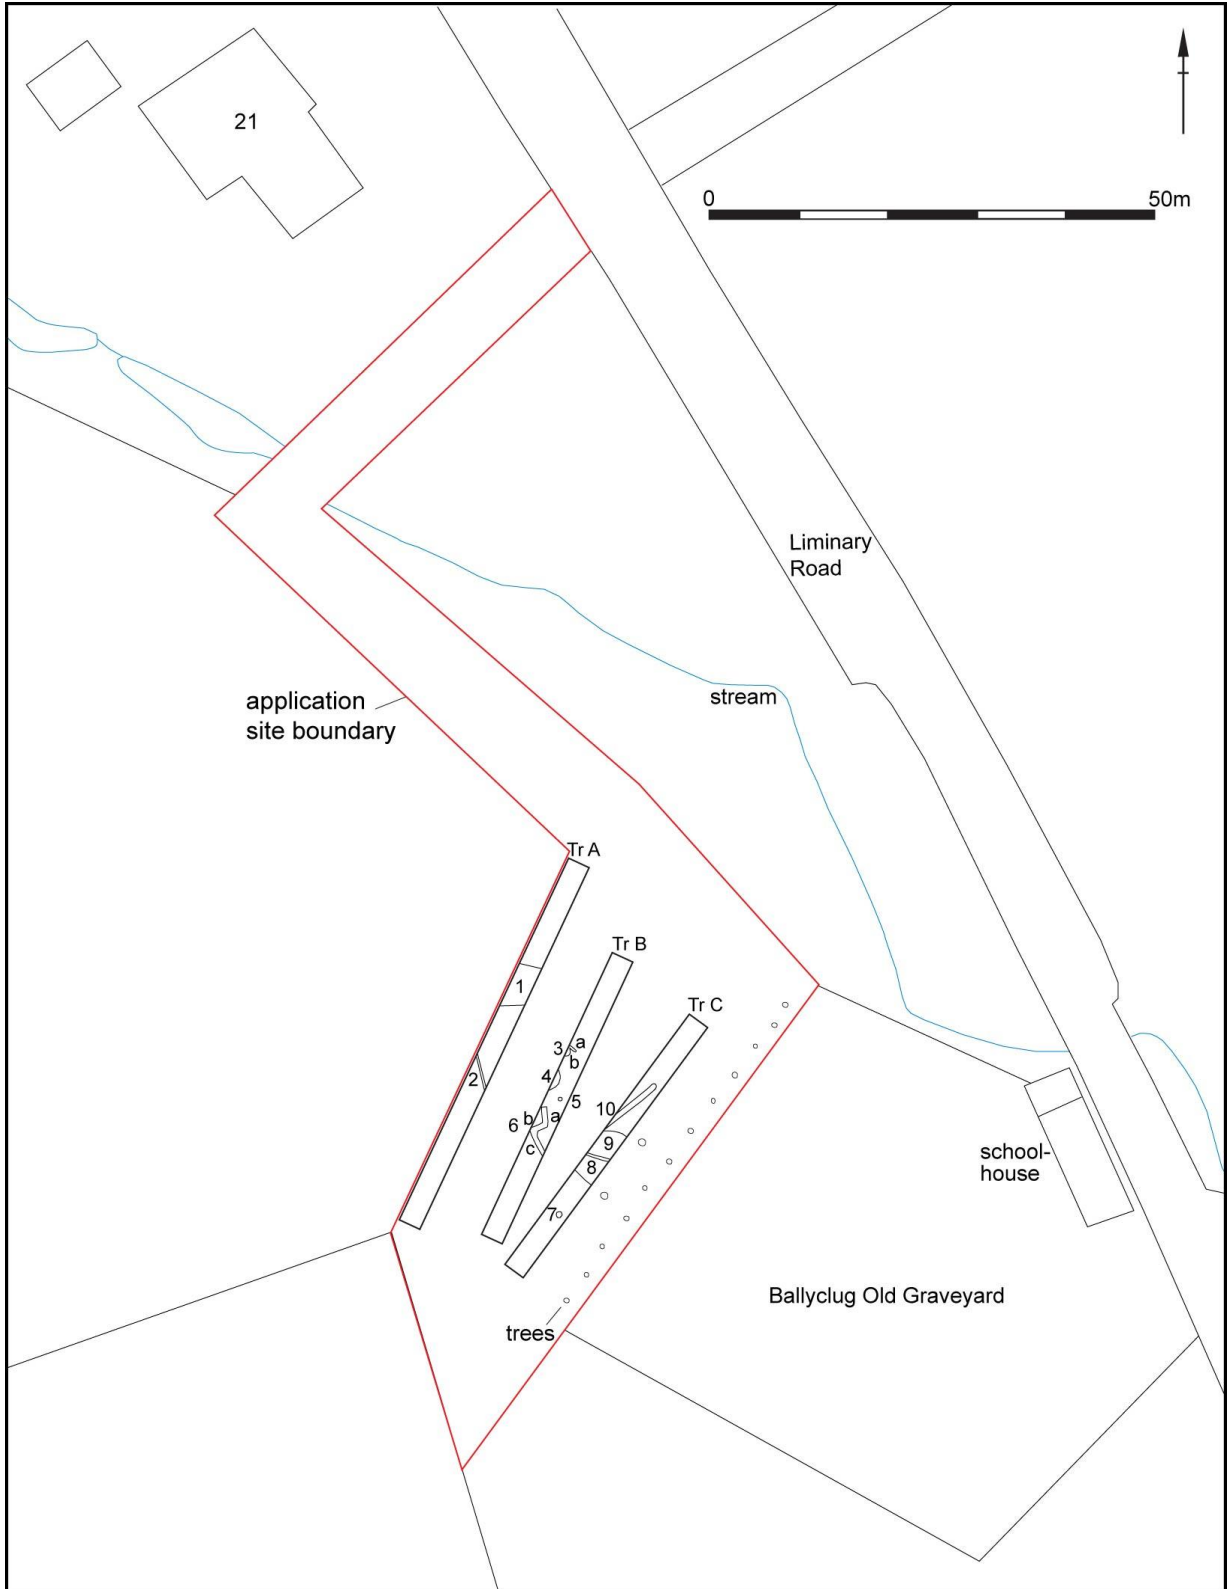 21
0 50m
Liminary
Road
stream
application
site boundary
Tr A
Tr B
Tr C
1
2
3 a
b
4
5
6 b a
c
10
9
8
7
school-
house
Ballyclug Old Graveyard
trees